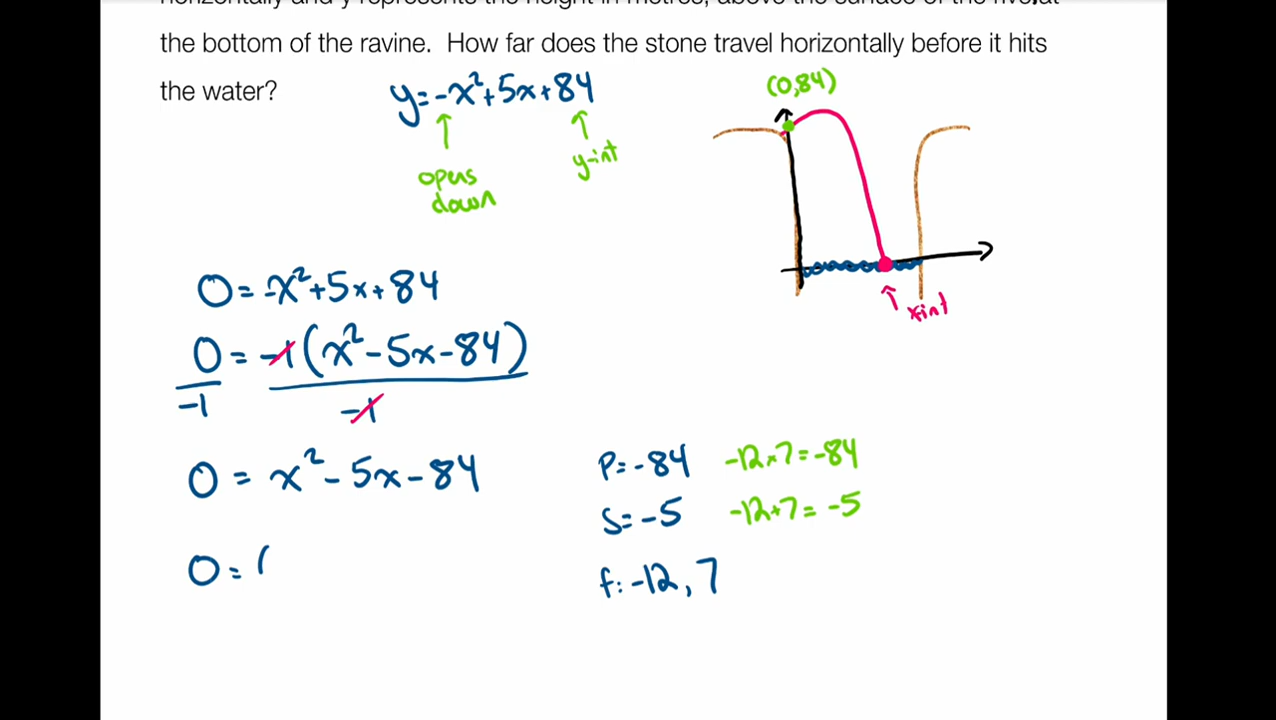 horizontally and y represents the height in metres, above the surface of the river at
the bottom of the ravine. How far does the stone travel horizontally before it hits
the water?
y=-x²+5x+84
(0,84)
opens
down
y-int
x-int
0=-x²+5x+84
0=-1(x²-5x-84)
-1 -1
0=x²-5x-84
P=-84 -12×7=-84
S=-5 -12+7=-5
0=(
f:-12,7